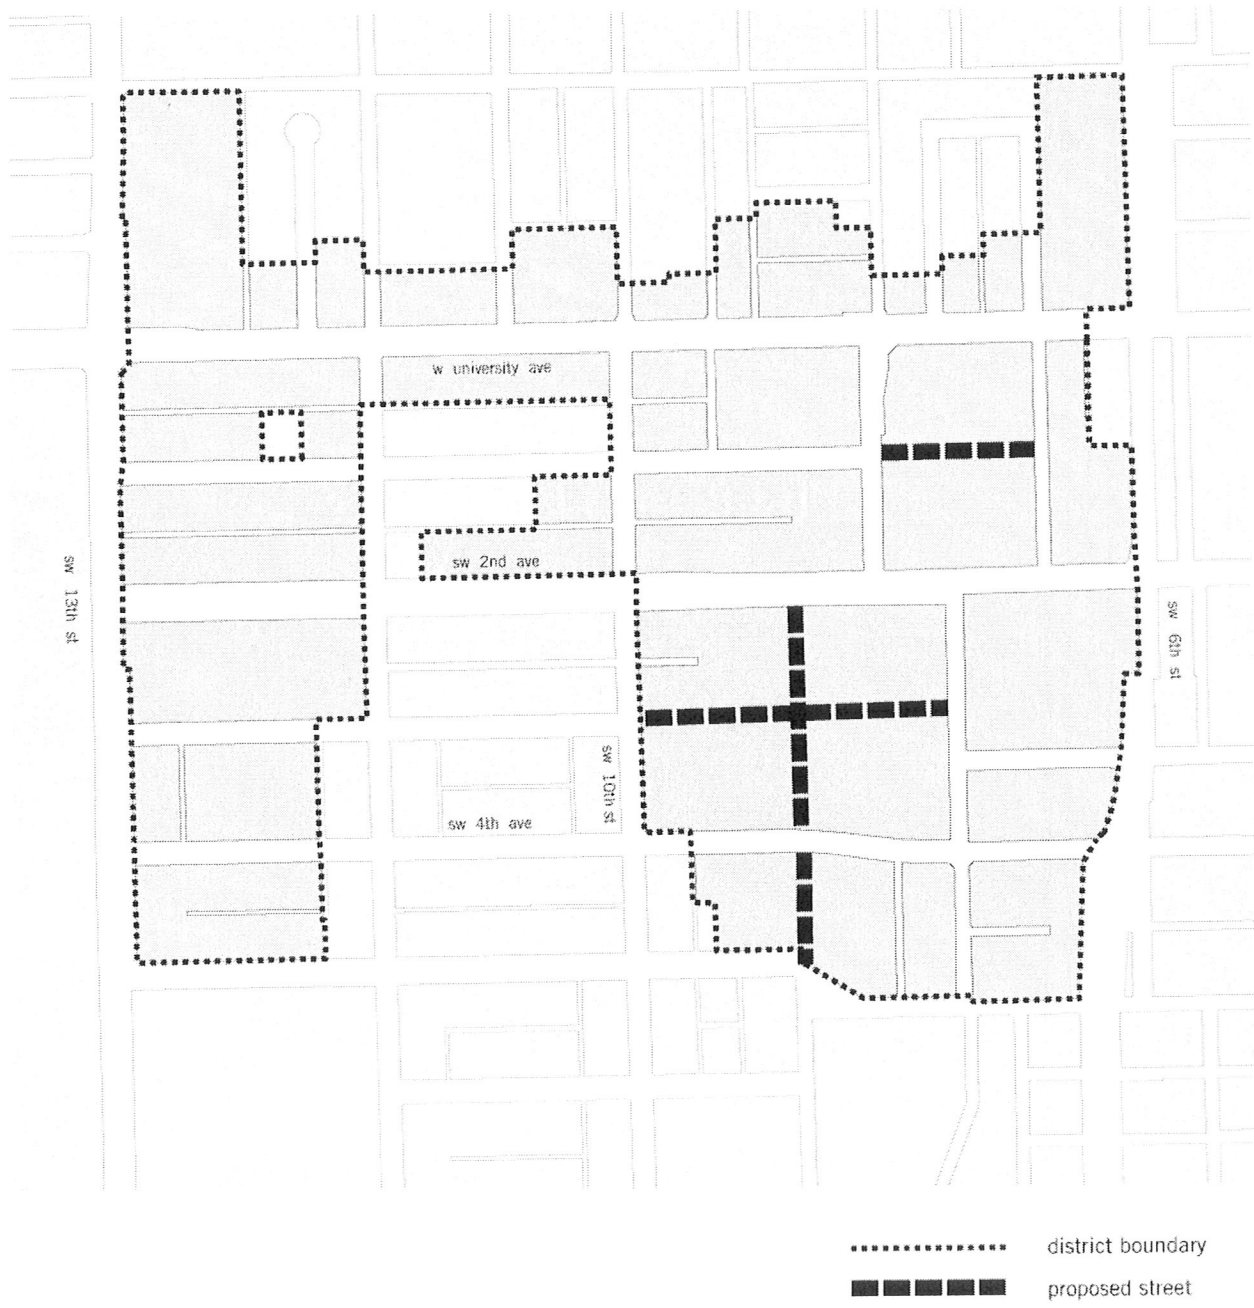 w university ave
sw 2nd ave
sw 13th st
sw 6th st
sw 10th st
sw 4th ave
district boundary
proposed street